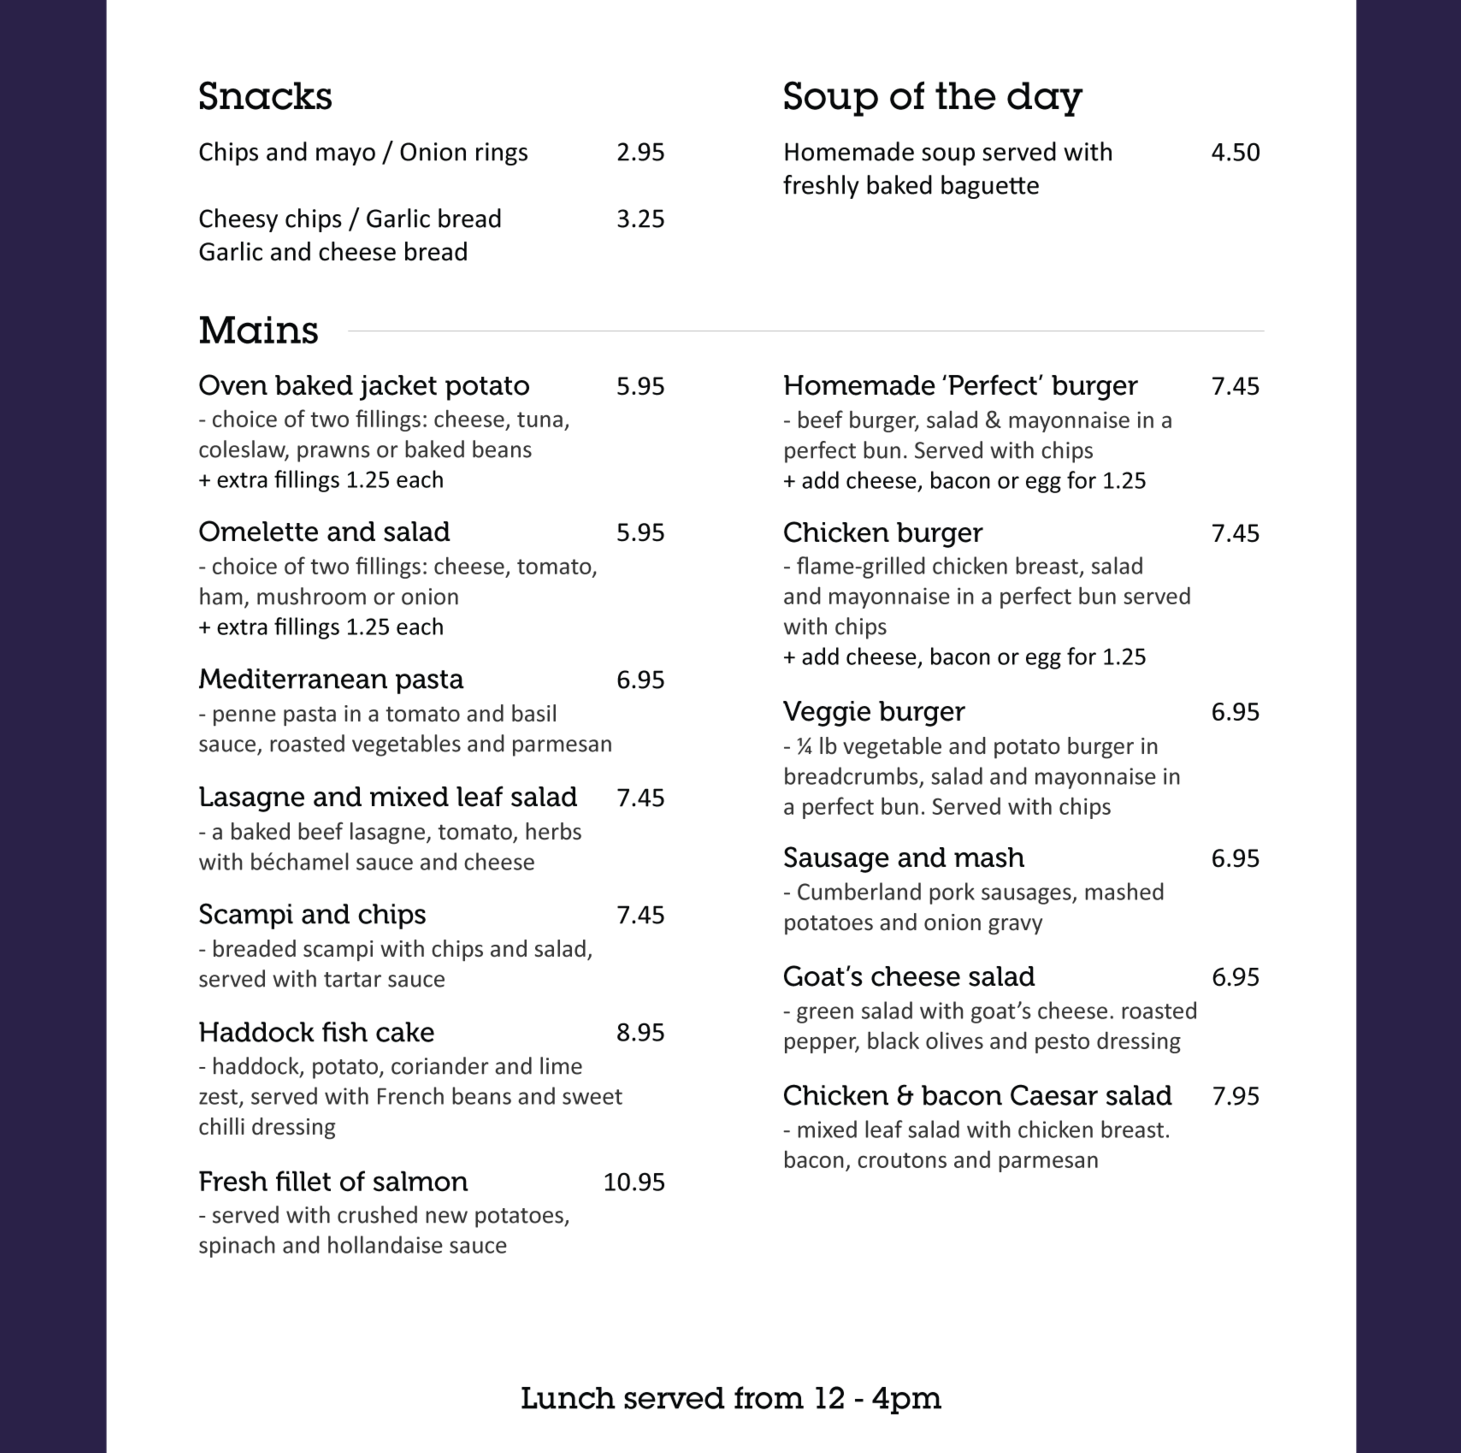 Snacks
Chips and mayo / Onion rings 2.95
Cheesy chips / Garlic bread 3.25
Garlic and cheese bread
Soup of the day
Homemade soup served with 4.50
freshly baked baguette
Mains
Oven baked jacket potato 5.95
- choice of two fillings: cheese, tuna,
coleslaw, prawns or baked beans
+ extra fillings 1.25 each
Omelette and salad 5.95
- choice of two fillings: cheese, tomato,
ham, mushroom or onion
+ extra fillings 1.25 each
Mediterranean pasta 6.95
- penne pasta in a tomato and basil
sauce, roasted vegetables and parmesan
Lasagne and mixed leaf salad 7.45
- a baked beef lasagne, tomato, herbs
with béchamel sauce and cheese
Scampi and chips 7.45
- breaded scampi with chips and salad,
served with tartar sauce
Haddock fish cake 8.95
- haddock, potato, coriander and lime
zest, served with French beans and sweet
chilli dressing
Fresh fillet of salmon 10.95
- served with crushed new potatoes,
spinach and hollandaise sauce
Homemade ‘Perfect’ burger 7.45
- beef burger, salad & mayonnaise in a
perfect bun. Served with chips
+ add cheese, bacon or egg for 1.25
Chicken burger 7.45
- flame-grilled chicken breast, salad
and mayonnaise in a perfect bun served
with chips
+ add cheese, bacon or egg for 1.25
Veggie burger 6.95
- ¼ lb vegetable and potato burger in
breadcrumbs, salad and mayonnaise in
a perfect bun. Served with chips
Sausage and mash 6.95
- Cumberland pork sausages, mashed
potatoes and onion gravy
Goat’s cheese salad 6.95
- green salad with goat’s cheese. roasted
pepper, black olives and pesto dressing
Chicken & bacon Caesar salad 7.95
- mixed leaf salad with chicken breast.
bacon, croutons and parmesan
Lunch served from 12 - 4pm